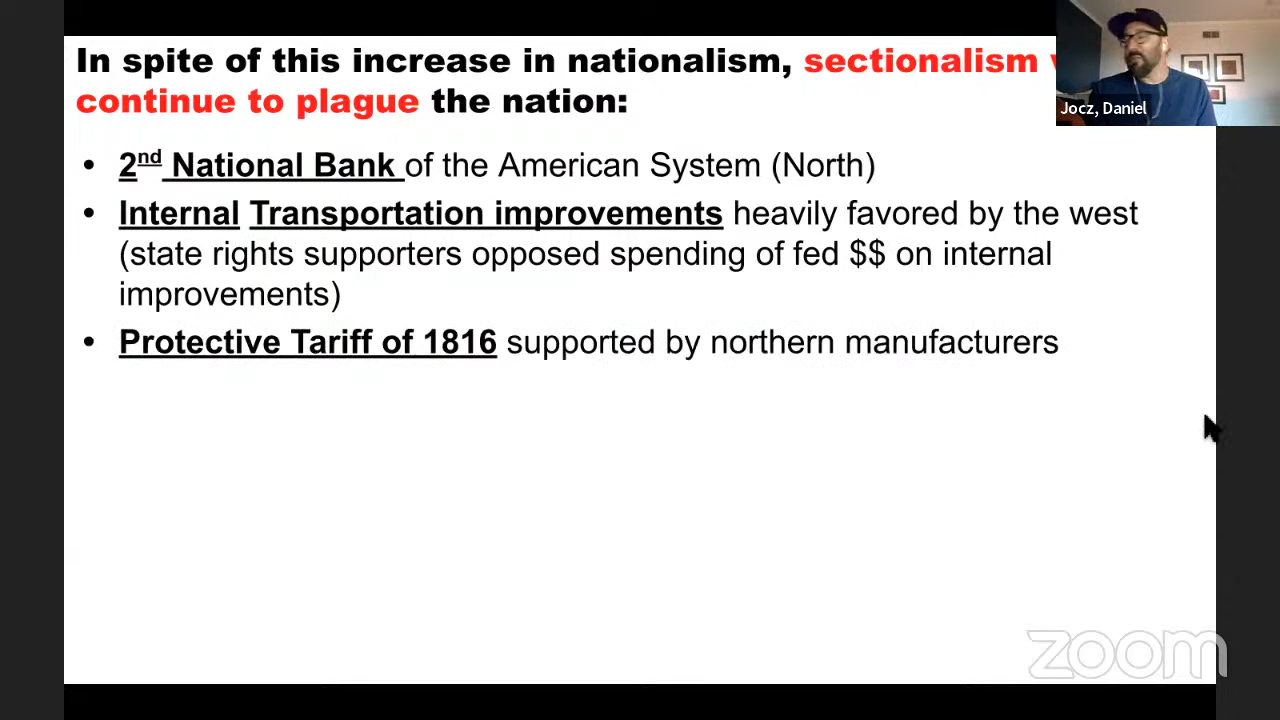 In spite of this increase in nationalism, sectionalism
continue to plague the nation:
Jocz, Daniel
• 2nd National Bank of the American System (North)
• Internal Transportation improvements heavily favored by the west
(state rights supporters opposed spending of fed $$ on internal
improvements)
• Protective Tariff of 1816 supported by northern manufacturers
zoom